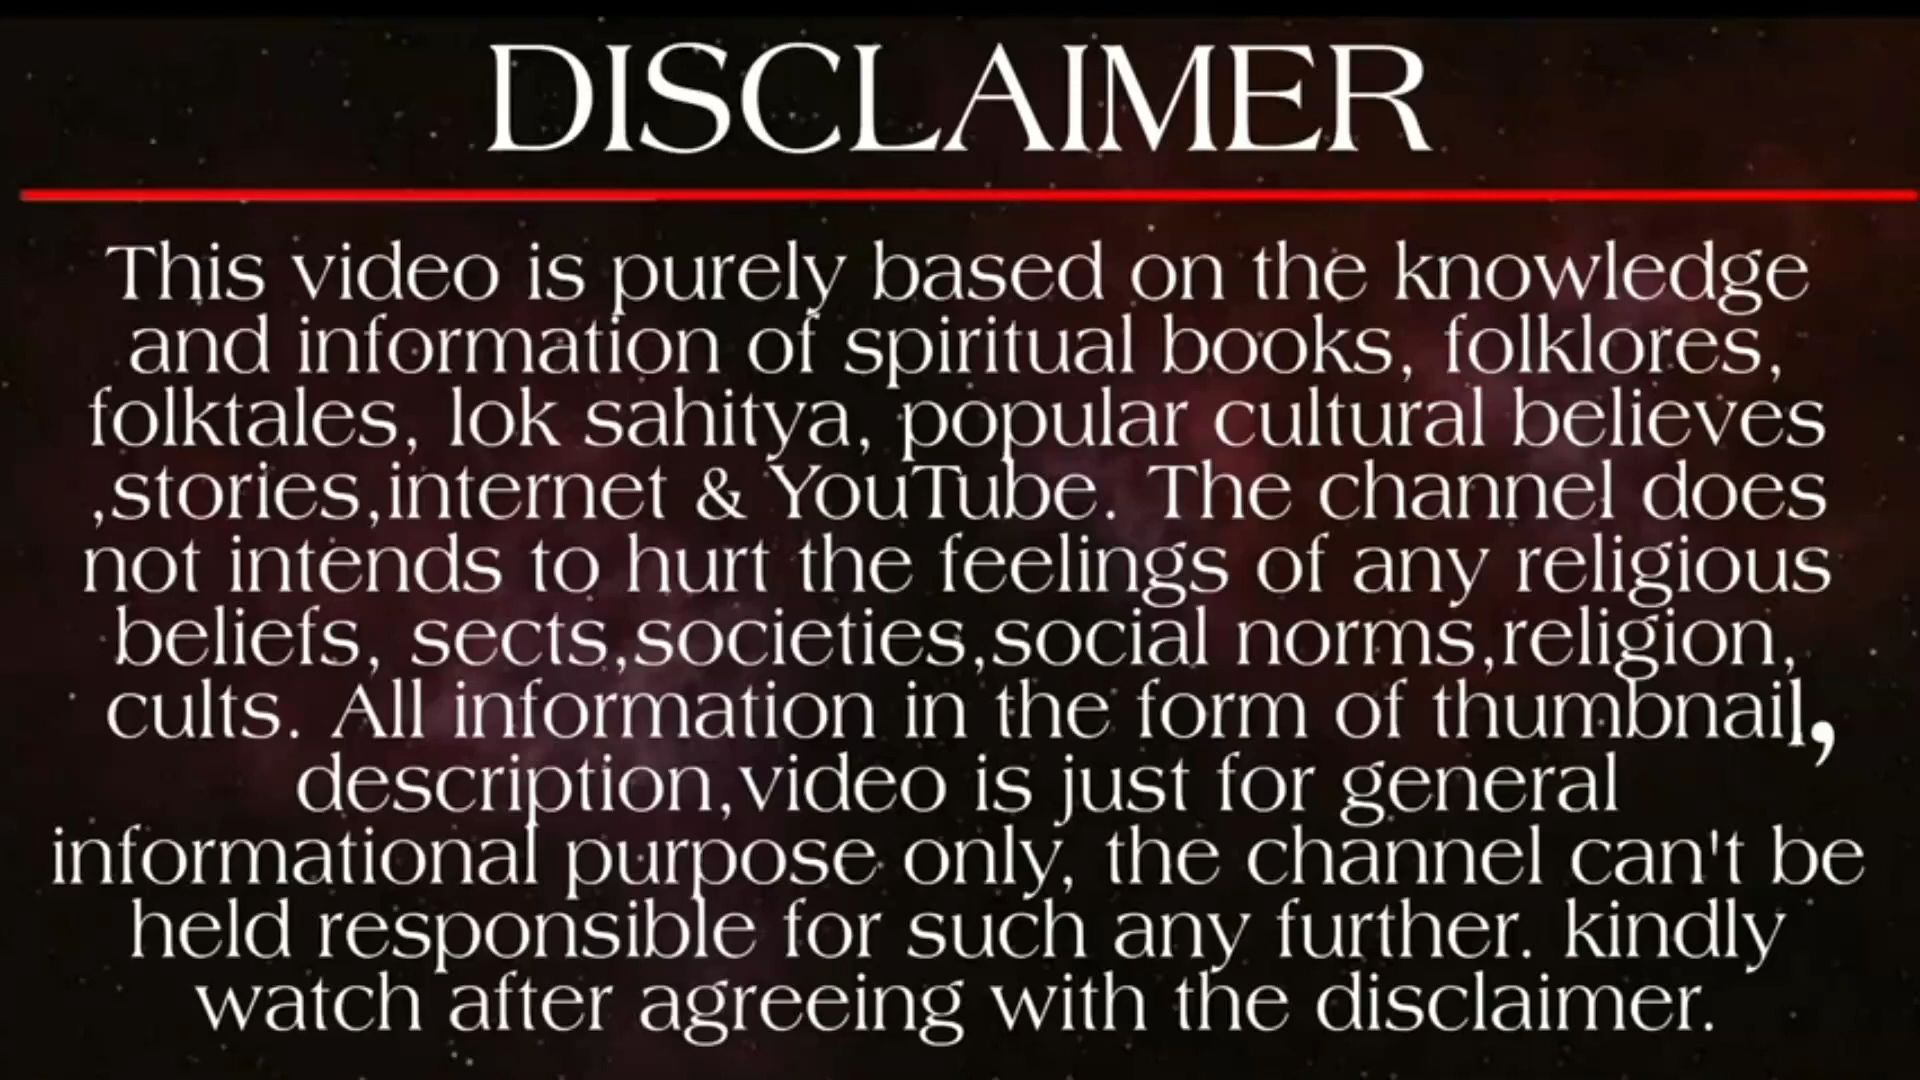 DISCLAIMER
This video is purely based on the knowledge
and information of spiritual books, folklores,
folktales, lok sahitya, popular cultural believes
,stories,internet & YouTube. The channel does
not intends to hurt the feelings of any religious
beliefs, sects,societies,social norms,religion,
cults. All information in the form of thumbnail,
description,video is just for general
informational purpose only, the channel can't be
held responsible for such any further. kindly
watch after agreeing with the disclaimer.